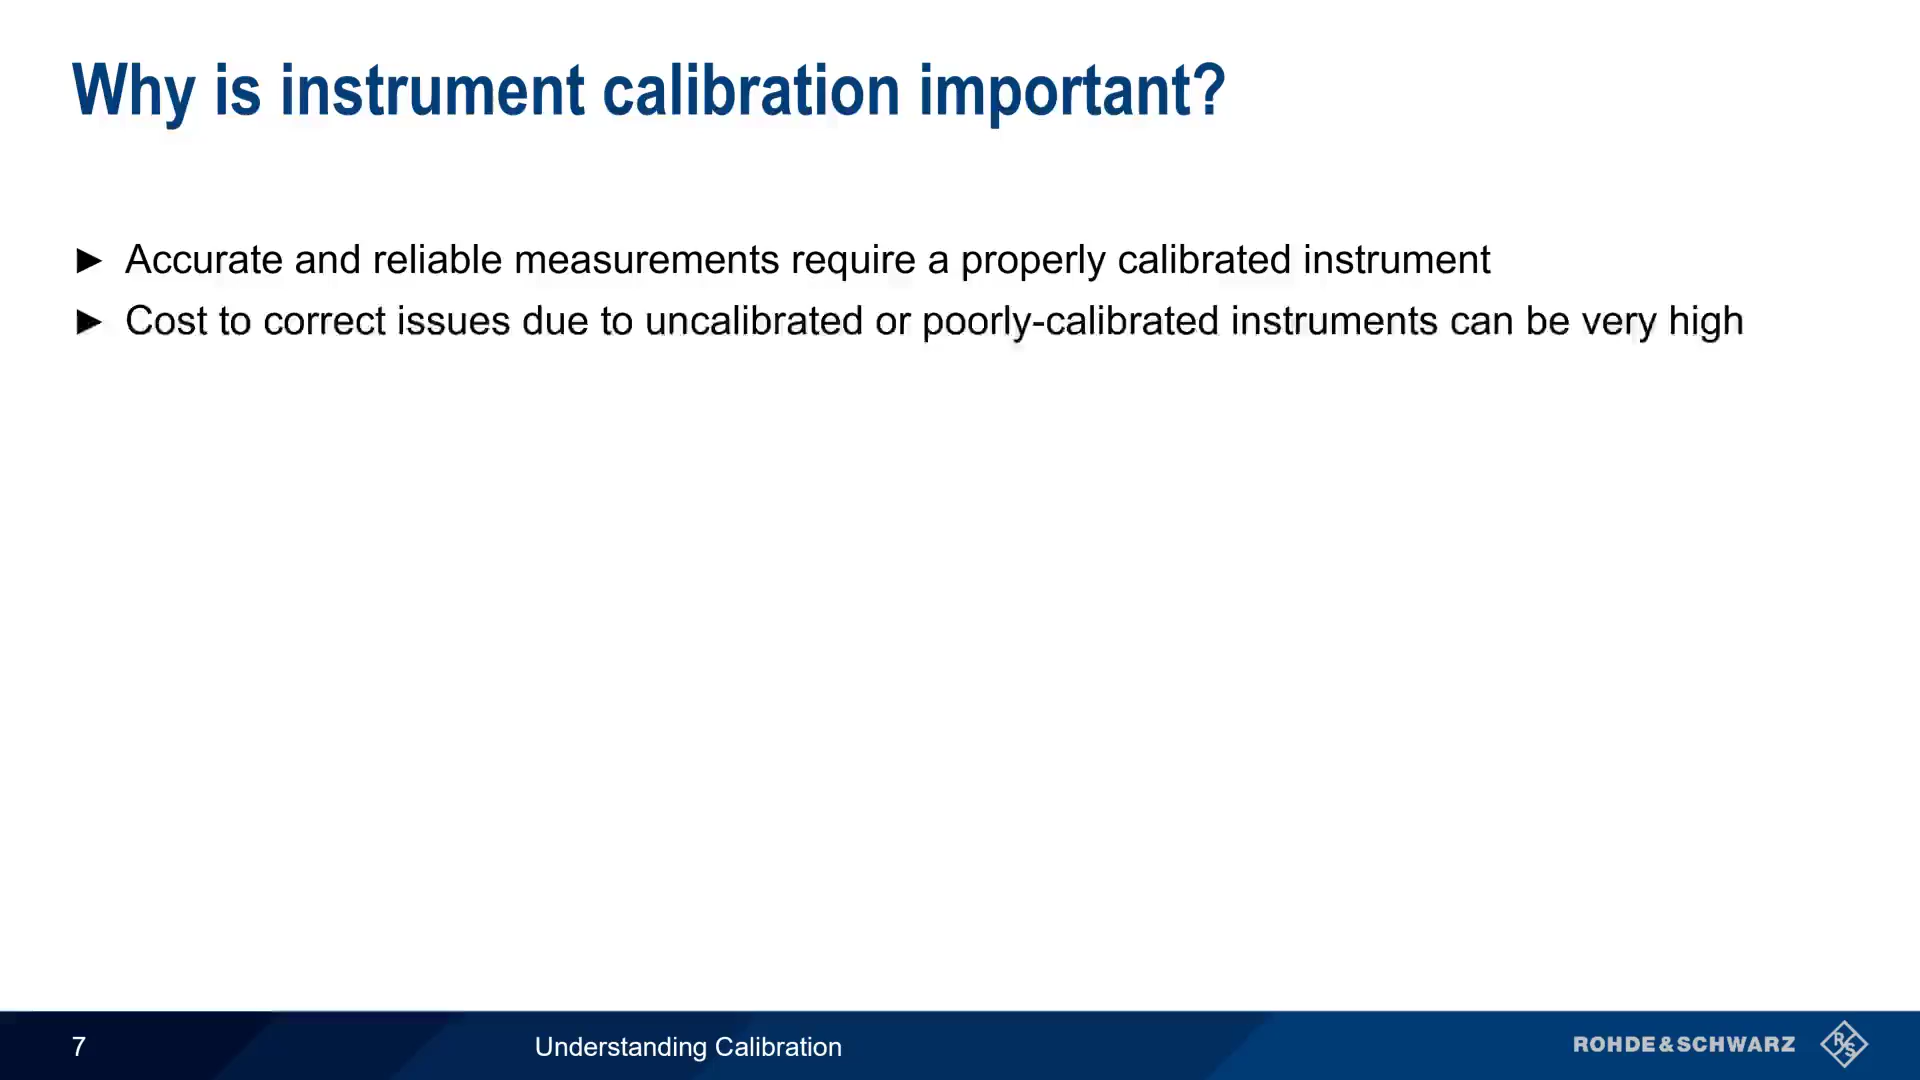 Why is instrument calibration important?
► Accurate and reliable measurements require a properly calibrated instrument
► Cost to correct issues due to uncalibrated or poorly-calibrated instruments can be very high
7
Understanding Calibration
ROHDE&SCHWARZ
R&S